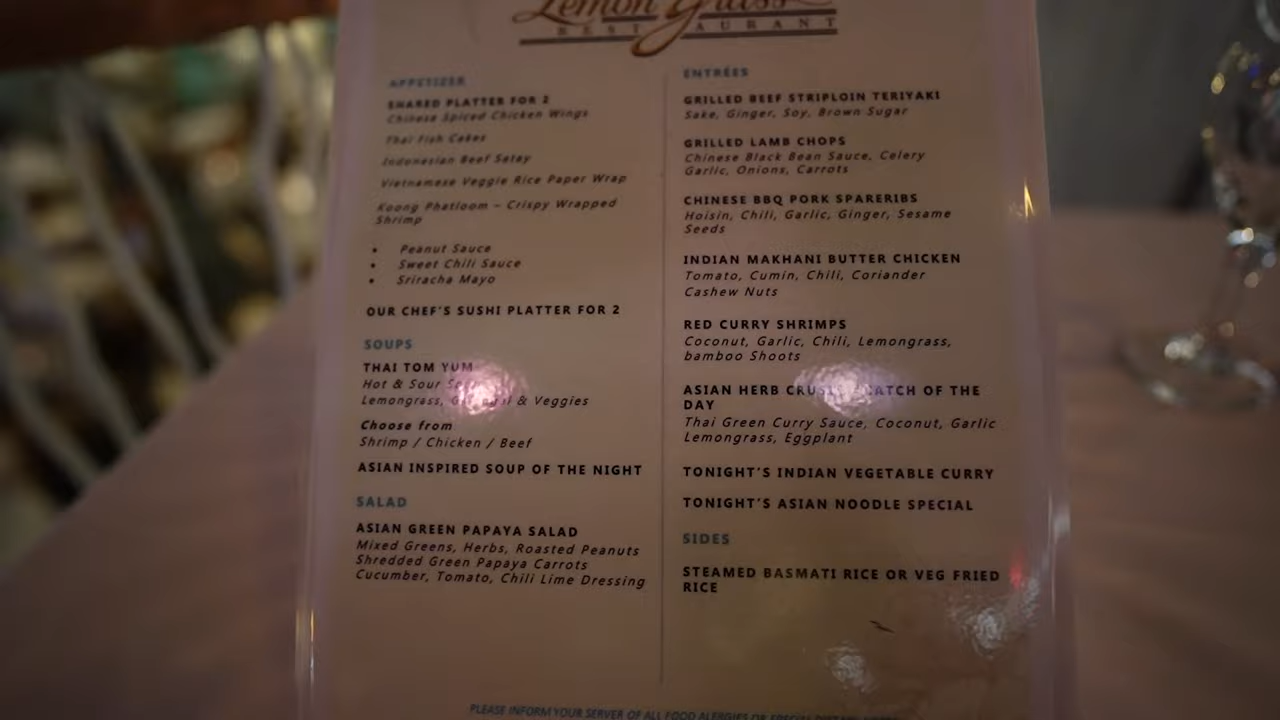 Lemon Grass
RESTAURANT
APPETIZER
SHARED PLATTER FOR 2
Chinese Spiced Chicken Wings
Thai Fish Cakes
Indonesian Beef Satay
Vietnamese Veggie Rice Paper Wrap
Koong Phatloom – Crispy Wrapped
Shrimp
• Peanut Sauce
• Sweet Chili Sauce
• Sriracha Mayo
OUR CHEF'S SUSHI PLATTER FOR 2
SOUPS
THAI TOM YUM
Hot & Sour
Lemongrass, & Veggies
Choose from
Shrimp / Chicken / Beef
ASIAN INSPIRED SOUP OF THE NIGHT
SALAD
ASIAN GREEN PAPAYA SALAD
Mixed Greens, Herbs, Roasted Peanuts
Shredded Green Papaya Carrots
Cucumber, Tomato, Chili Lime Dressing
ENTRÉES
GRILLED BEEF STRIPLOIN TERIYAKI
Sake, Ginger, Soy, Brown Sugar
GRILLED LAMB CHOPS
Chinese Black Bean Sauce, Celery
Garlic, Onions, Carrots
CHINESE BBQ PORK SPARERIBS
Hoisin, Chili, Garlic, Ginger, Sesame
Seeds
INDIAN MAKHANI BUTTER CHICKEN
Tomato, Cumin, Chili, Coriander
Cashew Nuts
RED CURRY SHRIMPS
Coconut, Garlic, Chili, Lemongrass,
bamboo Shoots
ASIAN HERB CATCH OF THE
DAY
Thai Green Curry Sauce, Coconut, Garlic
Lemongrass, Eggplant
TONIGHT'S INDIAN VEGETABLE CURRY
TONIGHT'S ASIAN NOODLE SPECIAL
SIDES
STEAMED BASMATI RICE OR VEG FRIED
RICE
PLEASE INFORM YOUR SERVER OF ALL FOOD ALERGIES OR SPECIAL